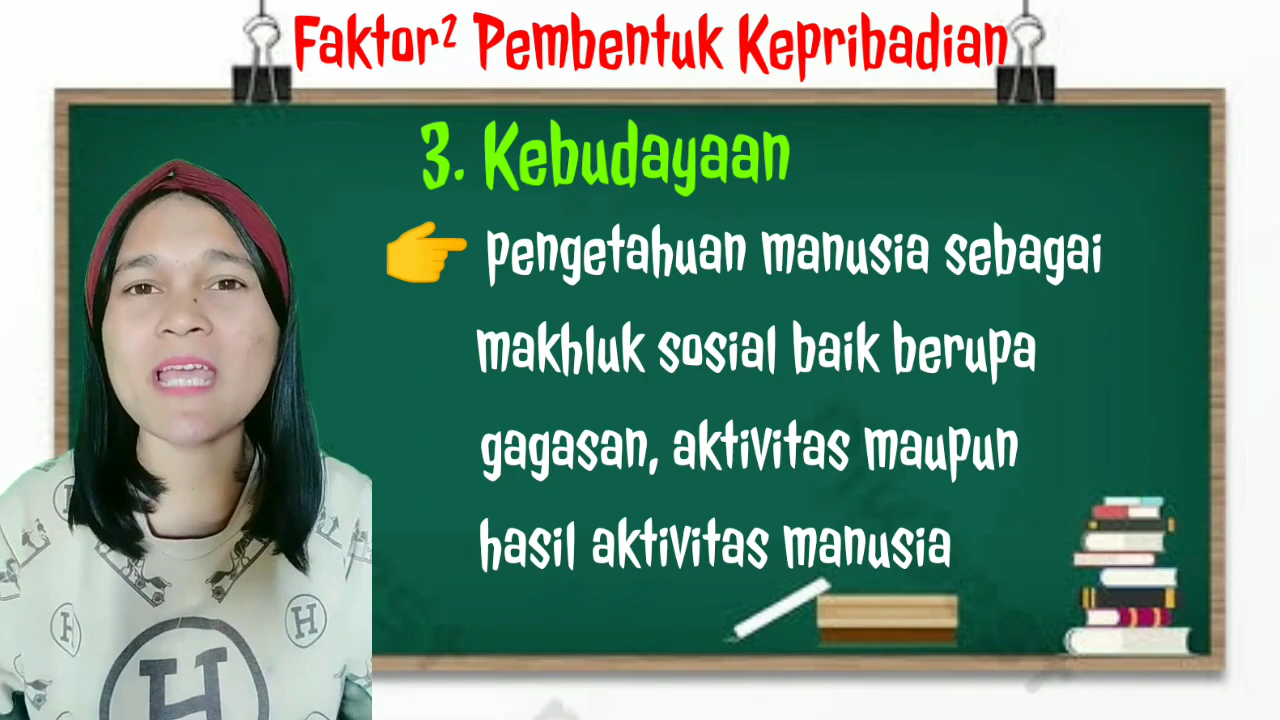 Faktor² Pembentuk Kepribadian
3. Kebudayaan
👉 pengetahuan manusia sebagai
makhluk sosial baik berupa
gagasan, aktivitas maupun
hasil aktivitas manusia
H
H
H